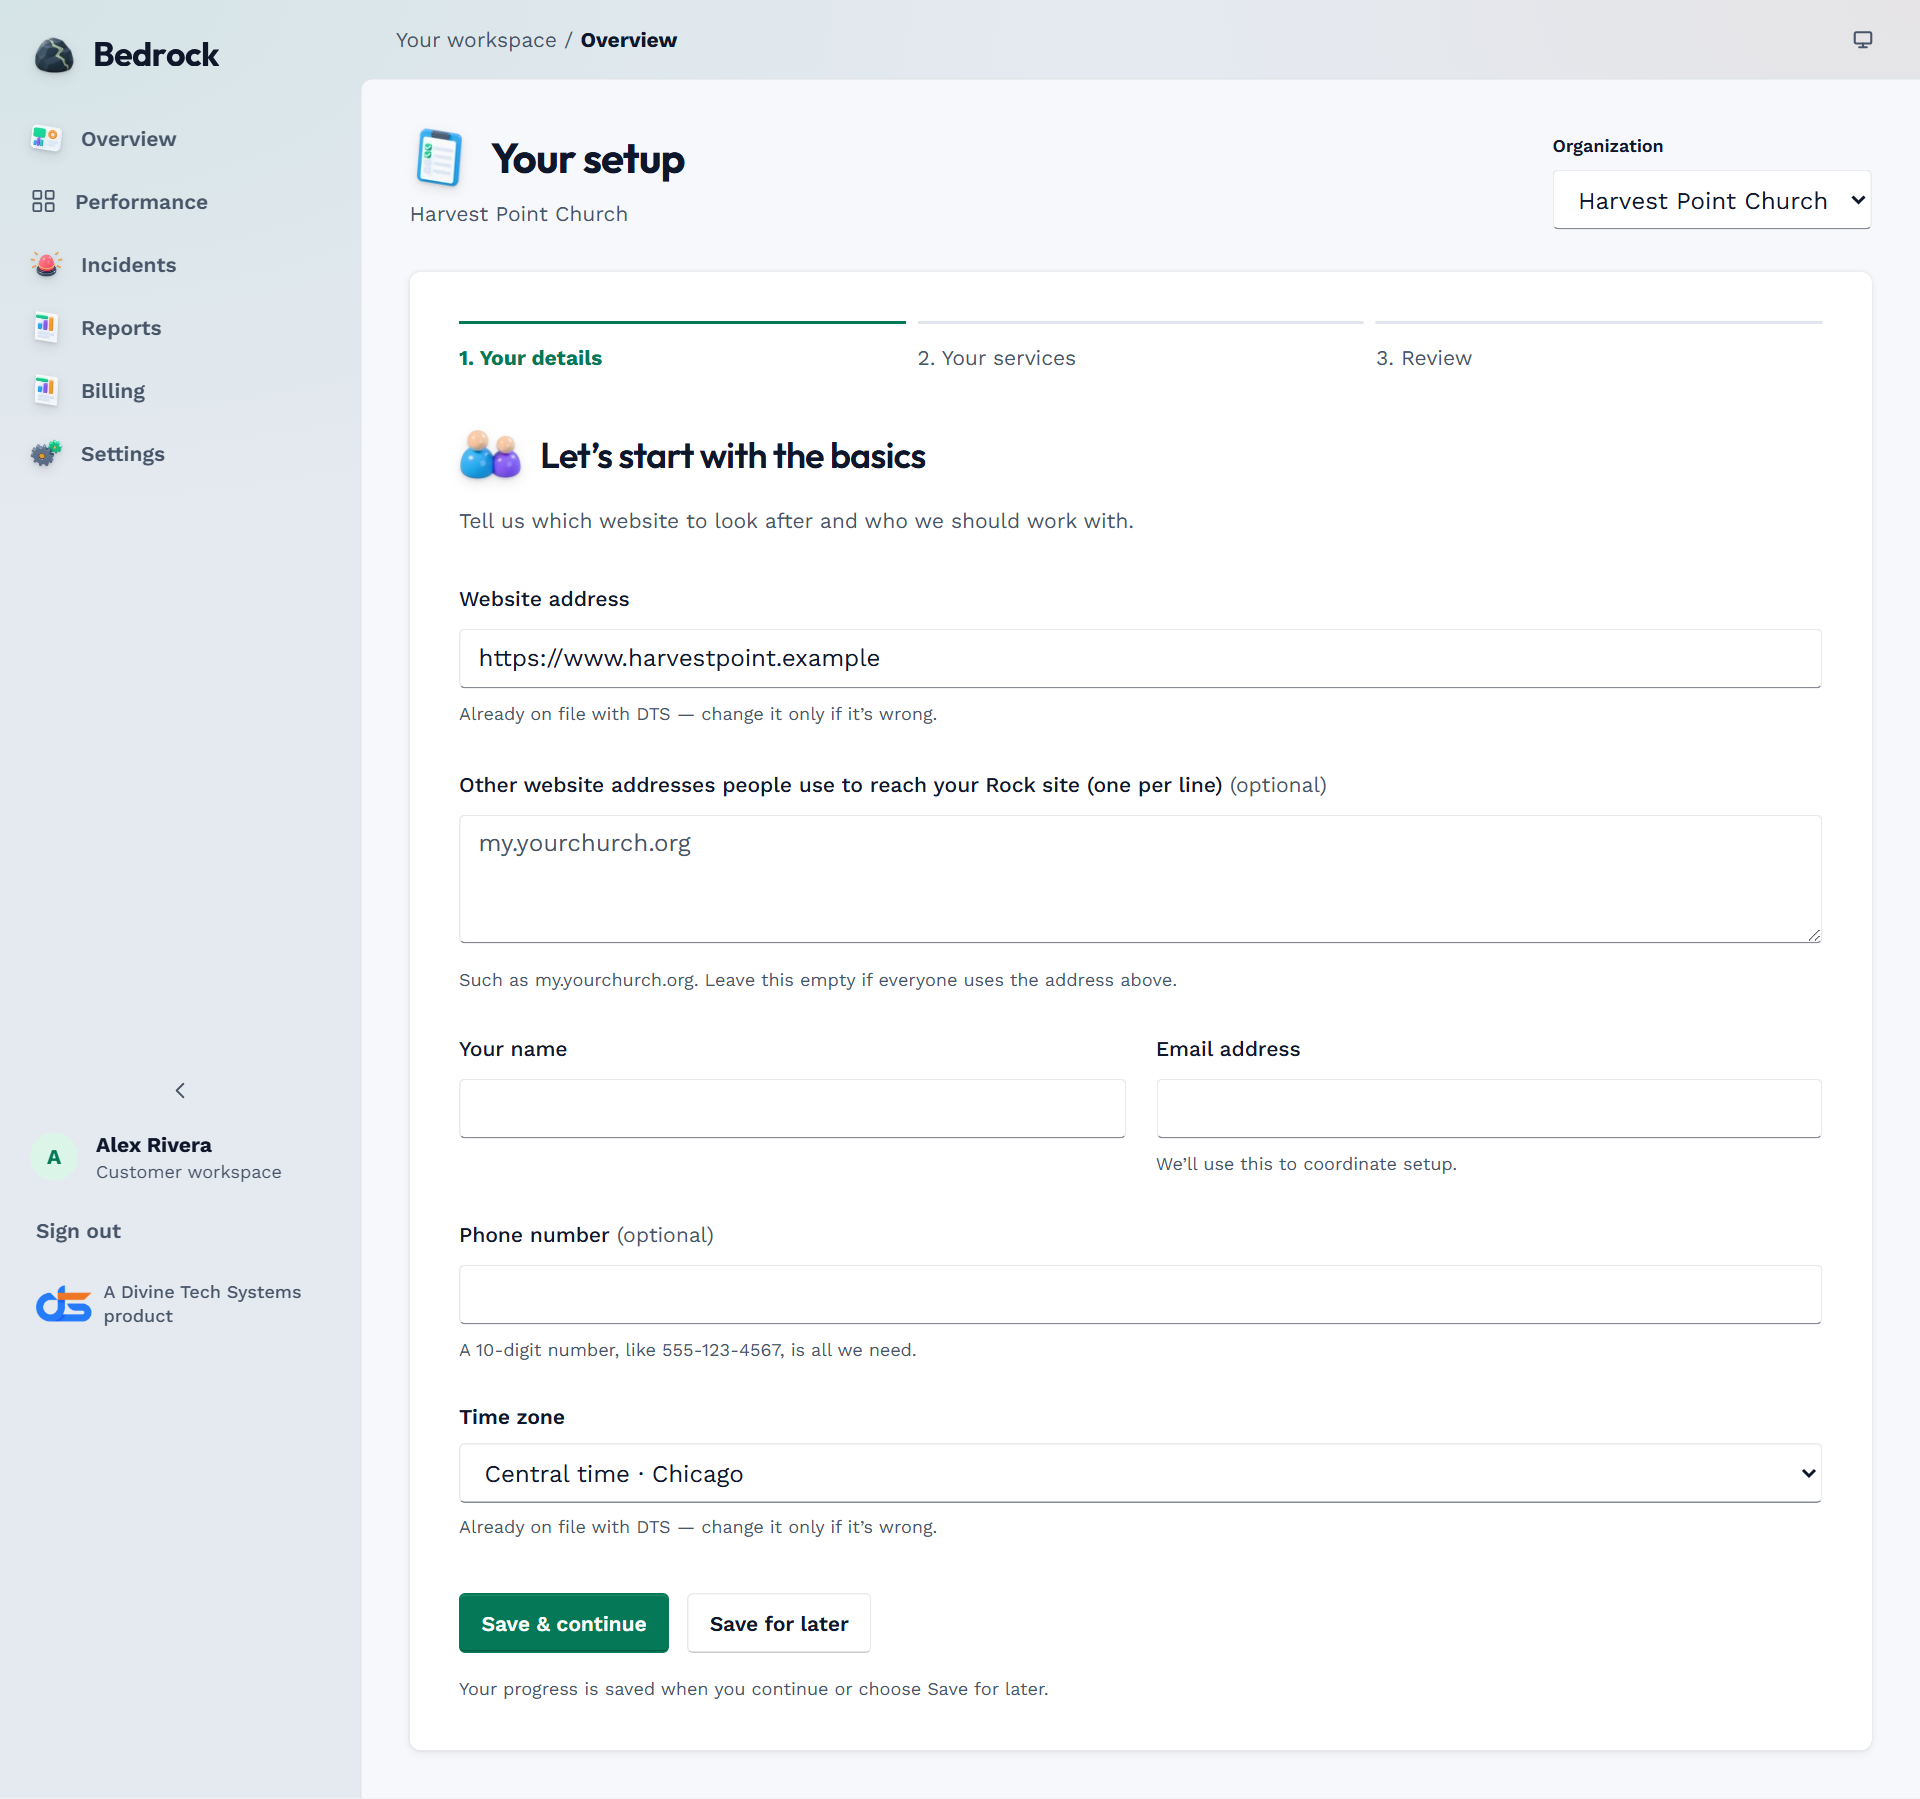 Bedrock
Your workspace / Overview
Overview
Performance
Incidents
Reports
Billing
Settings
Alex Rivera
A
Customer workspace
Sign out
A Divine Tech Systems
product
Your setup
Harvest Point Church
Organization
Harvest Point Church
1. Your details
2. Your services
3. Review
Let’s start with the basics
Tell us which website to look after and who we should work with.
Website address
https://www.harvestpoint.example
Already on file with DTS — change it only if it’s wrong.
Other website addresses people use to reach your Rock site (one per line) (optional)
my.yourchurch.org
Such as my.yourchurch.org. Leave this empty if everyone uses the address above.
Your name
Email address
We’ll use this to coordinate setup.
Phone number (optional)
A 10-digit number, like 555-123-4567, is all we need.
Time zone
Central time · Chicago
Already on file with DTS — change it only if it’s wrong.
Save & continue
Save for later
Your progress is saved when you continue or choose Save for later.